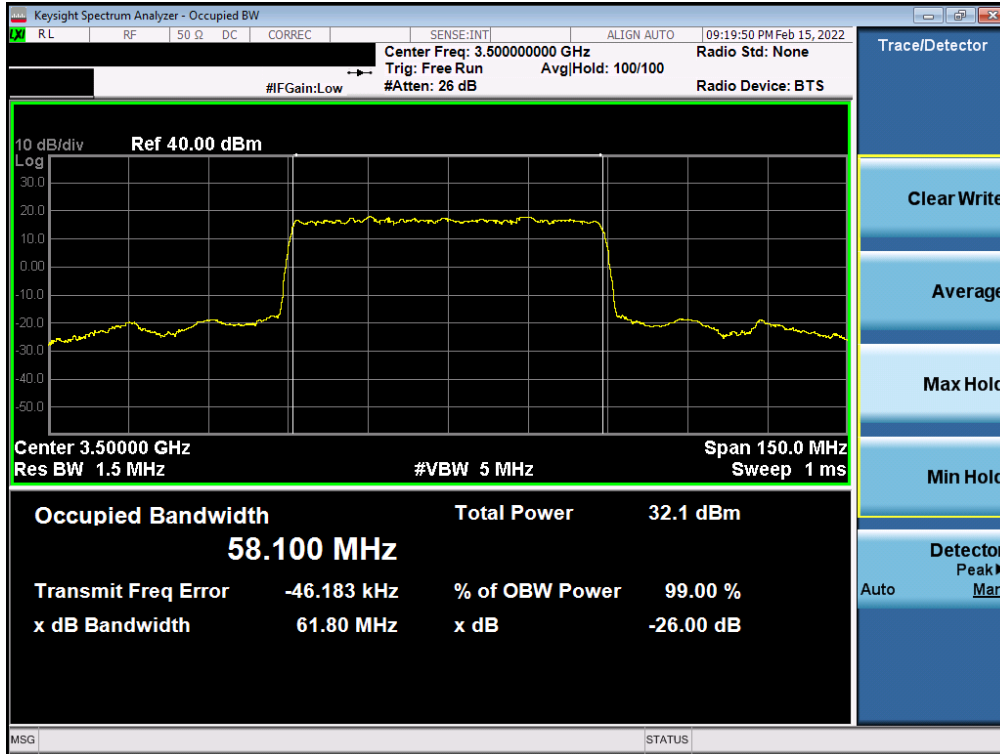 Keysight Spectrum Analyzer - Occupied BW
LXI RL RF 50 Ω DC CORREC SENSE:INT ALIGN AUTO 09:19:50 PM Feb 15, 2022
Center Freq: 3.500000000 GHz Radio Std: None
Trig: Free Run Avg|Hold: 100/100
#IFGain:Low #Atten: 26 dB Radio Device: BTS
Trace/Detector
10 dB/div Ref 40.00 dBm
Log
30.0
20.0
10.0
0.00
-10.0
-20.0
-30.0
-40.0
-50.0
Center 3.50000 GHz Span 150.0 MHz
Res BW 1.5 MHz #VBW 5 MHz Sweep 1 ms
Occupied Bandwidth Total Power 32.1 dBm
58.100 MHz
Transmit Freq Error -46.183 kHz % of OBW Power 99.00 %
x dB Bandwidth 61.80 MHz x dB -26.00 dB
Clear Write
Average
Max Hold
Min Hold
Detector
Peak
Auto Man
MSG STATUS